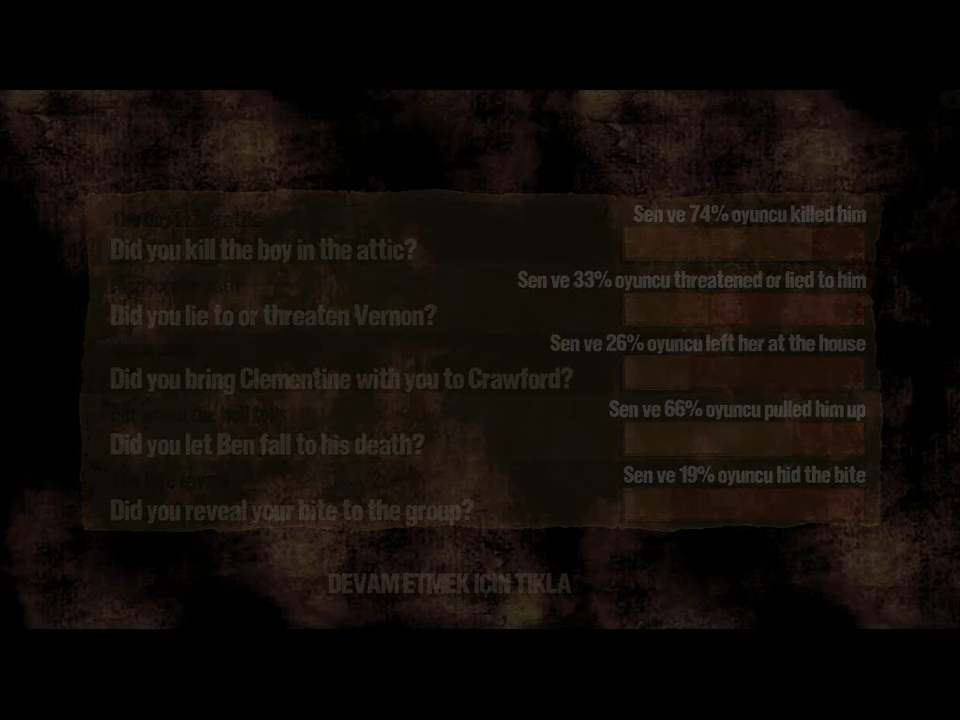 Sen ve 74% oyuncu killed him
Did you kill the boy in the attic?
Sen ve 33% oyuncu threatened or lied to him
Did you lie to or threaten Vernon?
Sen ve 26% oyuncu left her at the house
Did you bring Clementine with you to Crawford?
Sen ve 66% oyuncu pulled him up
Did you let Ben fall to his death?
Sen ve 19% oyuncu hid the bite
Did you reveal your bite to the group?
DEVAM ETMEK ICIN TIKLA